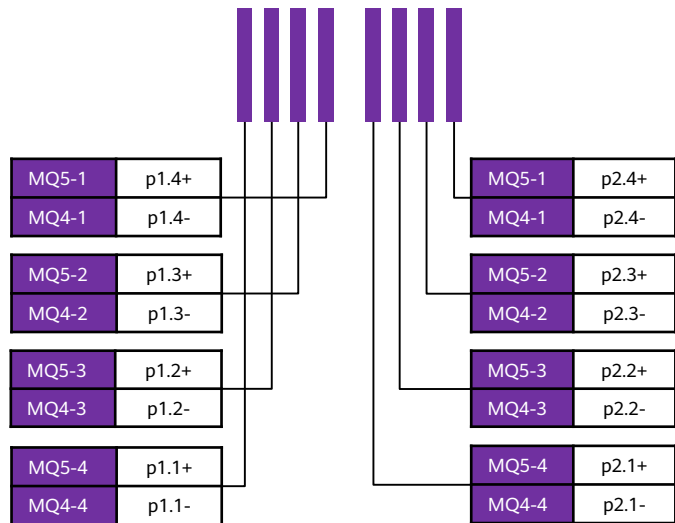 MQ5-1 p1.4+
MQ4-1 p1.4-
MQ5-2 p1.3+
MQ4-2 p1.3-
MQ5-3 p1.2+
MQ4-3 p1.2-
MQ5-4 p1.1+
MQ4-4 p1.1-
MQ5-1 p2.4+
MQ4-1 p2.4-
MQ5-2 p2.3+
MQ4-2 p2.3-
MQ5-3 p2.2+
MQ4-3 p2.2-
MQ5-4 p2.1+
MQ4-4 p2.1-